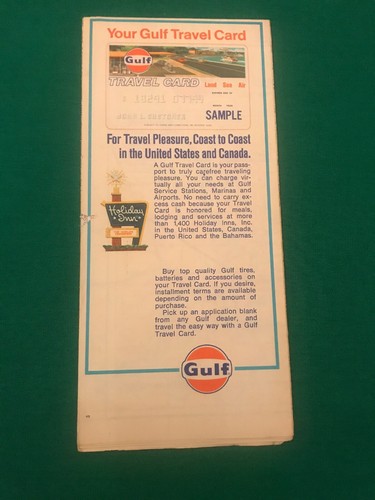 Your Gulf Travel Card
Gulf
TRAVEL CARD Land Sea Air
SAMPLE
For Travel Pleasure, Coast to Coast
in the United States and Canada.
A Gulf Travel Card is your pass-
port to truly carefree traveling
pleasure. You can charge vir-
tually all your needs at Gulf
Service Stations, Marinas and
Airports. No need to carry ex-
cess cash because your Travel
Card is honored for meals,
lodging and services at more
than 1,400 Holiday Inns, Inc.
in the United States, Canada,
Puerto Rico and the Bahamas.
Holiday
Inn
Buy top quality Gulf tires,
batteries and accessories on
your Travel Card. If you desire,
installment terms are available
depending on the amount of
purchase.
Pick up an application blank
from any Gulf dealer, and
travel the easy way with a Gulf
Travel Card.
Gulf